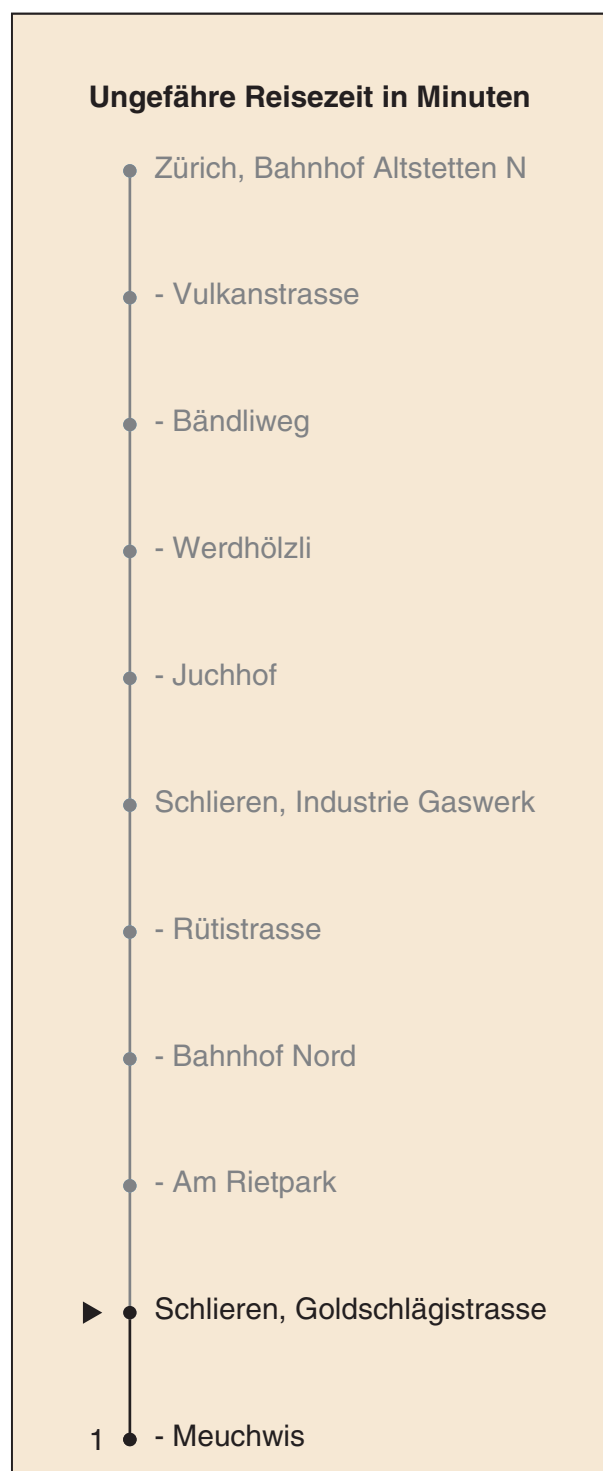 Ungefähre Reisezeit in Minuten
Zürich, Bahnhof Altstetten N
- Vulkanstrasse
- Bändliweg
- Werdhölzli
- Juchhof
Schlieren, Industrie Gaswerk
- Rütistrasse
- Bahnhof Nord
- Am Rietpark
Schlieren, Goldschlägistrasse
1 - Meuchwis